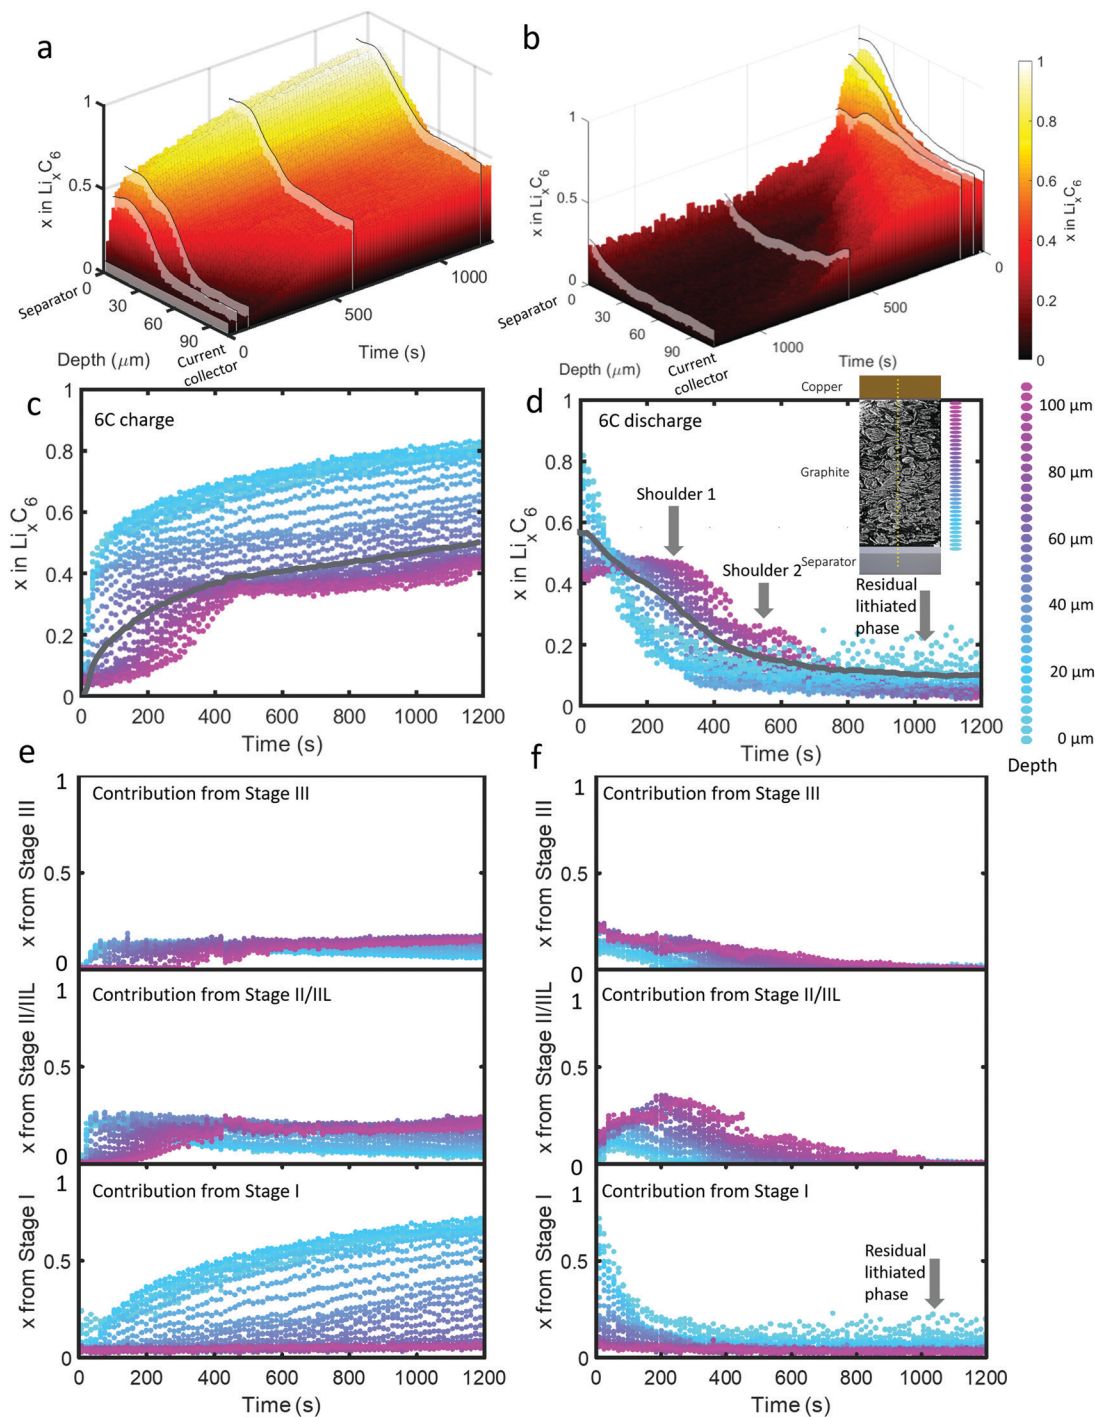 a
1
0.5
0
x in LiₓC₆
Separator
0
30
60
90
Depth (μm)
Current
collector
0
500
1000
Time (s)
b
1
0.5
0
x in LiₓC₆
Separator
0
30
60
90
Depth (μm)
Current
collector
1000
500
0
Time (s)
1
0.8
0.6
0.4
0.2
0
x in LiₓC₆
c
6C charge
1
0.8
0.6
0.4
0.2
0
x in LiₓC₆
0 200 400 600 800 1000 1200
Time (s)
d
6C discharge
1
0.8
0.6
0.4
0.2
0
x in LiₓC₆
Shoulder 1
Shoulder 2
Copper
Graphite
Separator
Residual
lithiated
phase
0 200 400 600 800 1000 1200
Time (s)
100 μm
80 μm
60 μm
40 μm
20 μm
0 μm
Depth
e
Contribution from Stage III
1
0.5
0
x from Stage III
Contribution from Stage II/IIL
1
0.5
0
x from Stage II/IIL
Contribution from Stage I
1
0.5
0
x from Stage I
0 200 400 600 800 1000 1200
Time (s)
f
Contribution from Stage III
1
0.5
0
x from Stage III
Contribution from Stage II/IIL
1
0.5
0
x from Stage II/IIL
Contribution from Stage I
1
0.5
0
x from Stage I
Residual
lithiated
phase
0 200 400 600 800 1000 1200
Time (s)